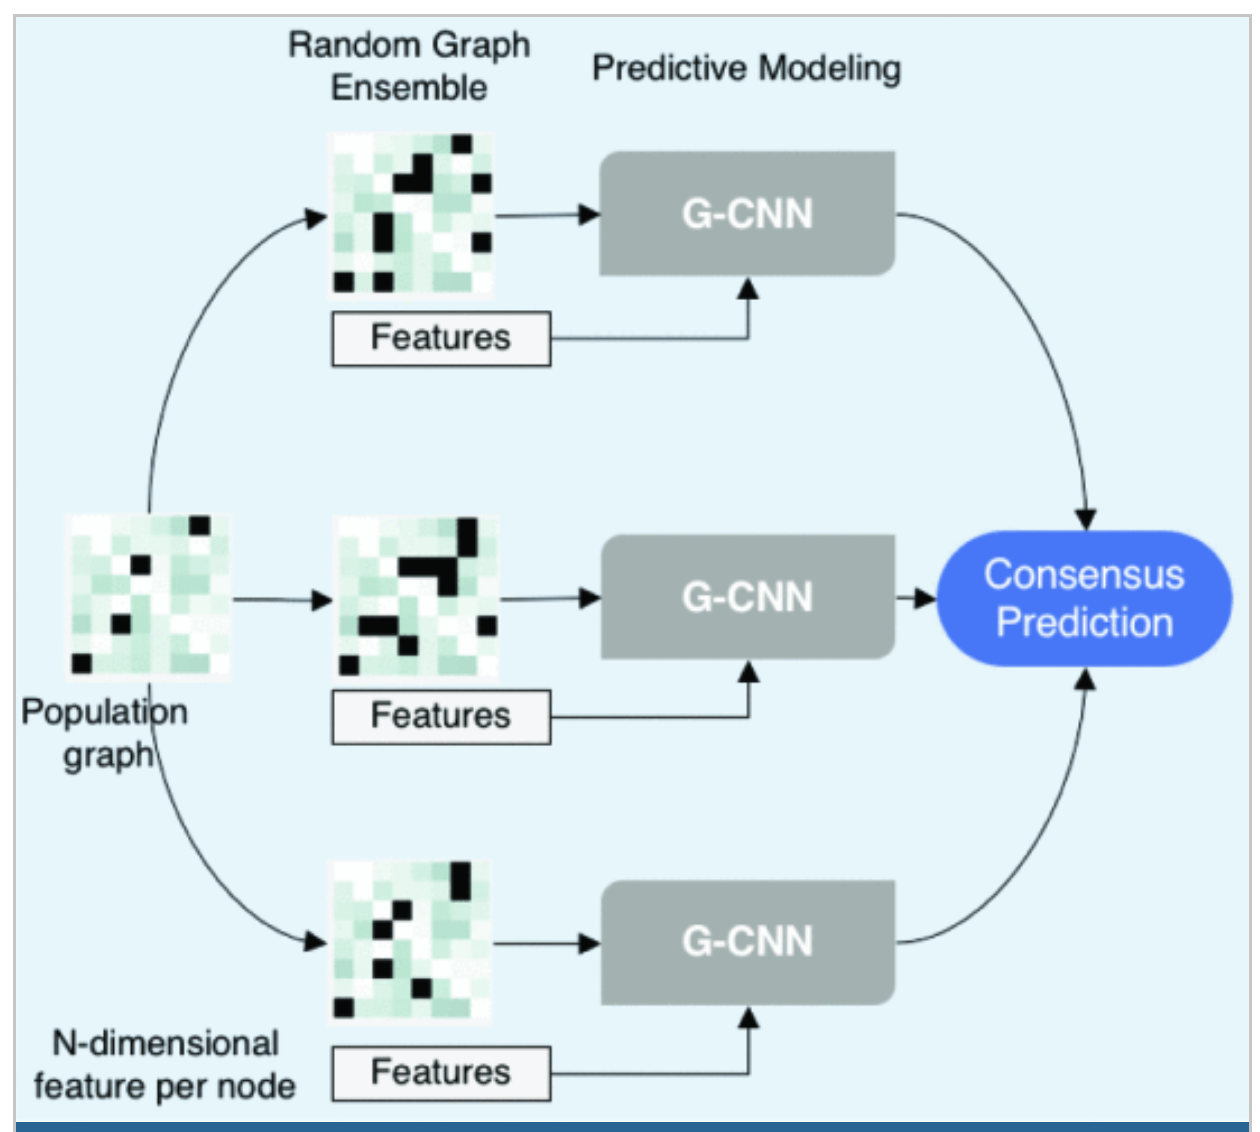 Random Graph
Ensemble
Predictive Modeling
G-CNN
Features
G-CNN
Consensus
Prediction
Features
Population
graph
G-CNN
N-dimensional
feature per node
Features